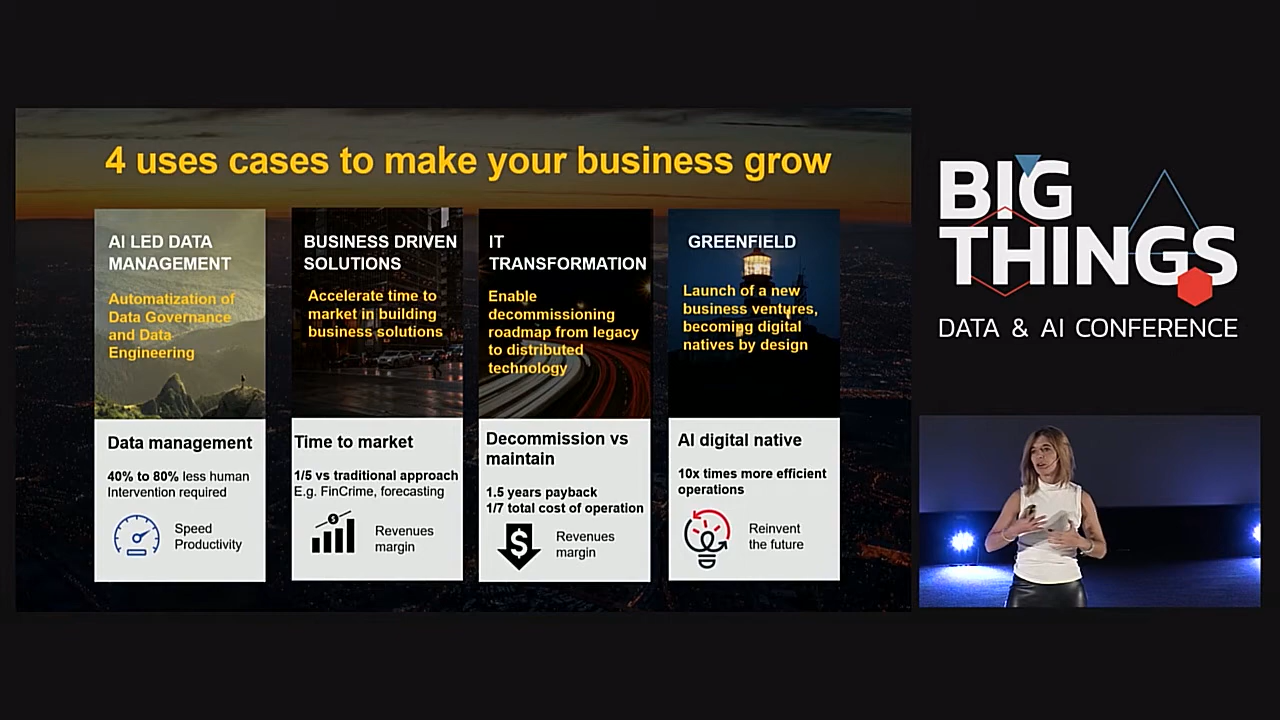 4 uses cases to make your business grow
AI LED DATA
MANAGEMENT
Automatization of
Data Governance
and Data
Engineering
Data management
40% to 80% less human
Intervention required
Speed
Productivity
BUSINESS DRIVEN
SOLUTIONS
Accelerate time to
market in building
business solutions
Time to market
1/5 vs traditional approach
E.g. FinCrime, forecasting
$
Revenues
margin
IT
TRANSFORMATION
Enable
decommissioning
roadmap from legacy
to distributed
technology
Decommission vs
maintain
1.5 years payback
1/7 total cost of operation
$
Revenues
margin
GREENFIELD
Launch of a new
business ventures,
becoming digital
natives by design
AI digital native
10x times more efficient
operations
Reinvent
the future
BIG
THINGS
DATA & AI CONFERENCE